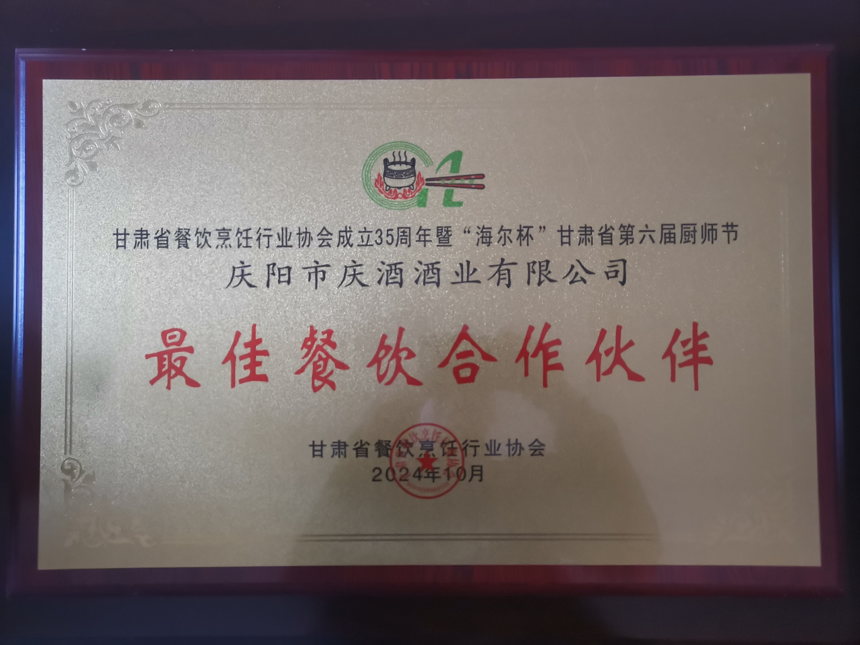 甘肃省餐饮烹饪行业协会成立35周年暨“海尔杯”甘肃省第六届厨师节
庆阳市庆酒酒业有限公司
最佳餐饮合作伙伴
甘肃省餐饮烹饪行业协会
2024年10月